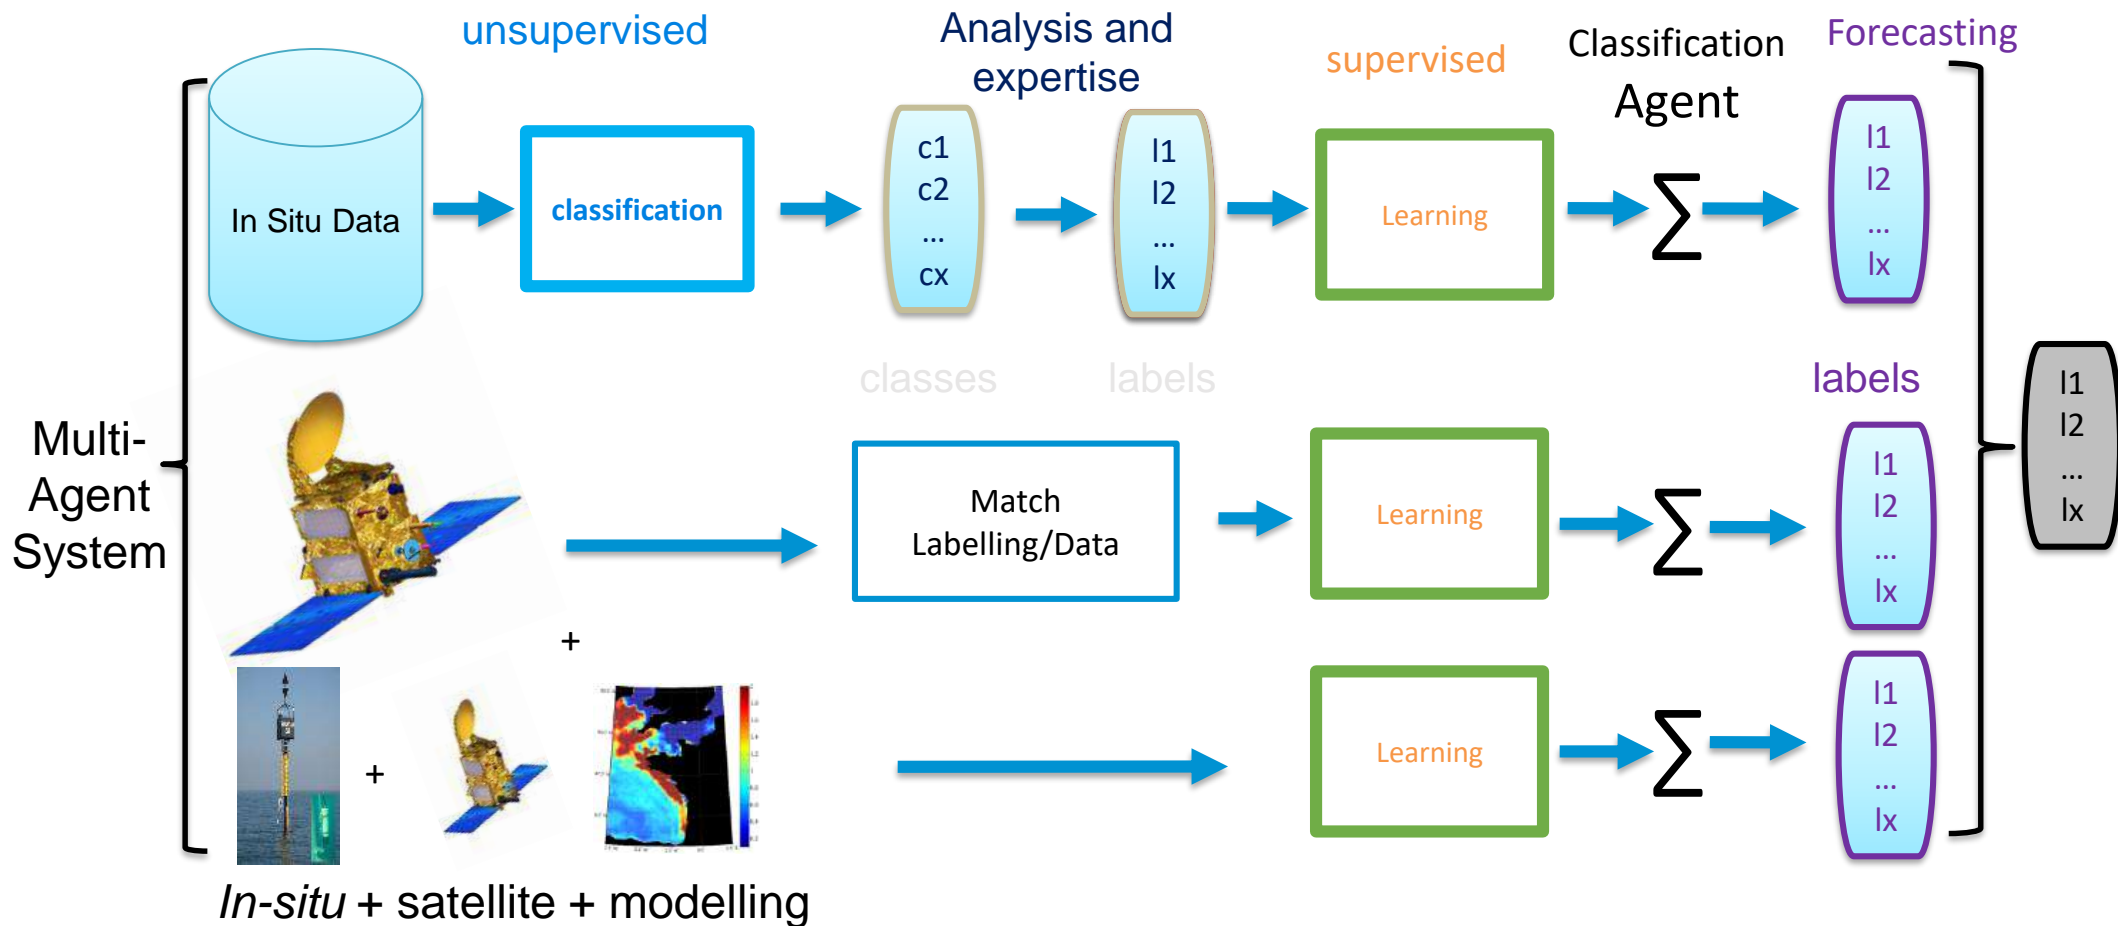 unsupervised
Analysis and
expertise
supervised
Classification
Agent
Forecasting
In Situ Data
classification
c1
c2
...
cx
l1
l2
...
lx
Learning
∑
l1
l2
...
lx
classes
labels
labels
Multi-
Agent
System
Match
Labelling/Data
Learning
∑
l1
l2
...
lx
l1
l2
...
lx
+
+
Learning
∑
l1
l2
...
lx
In-situ + satellite + modelling